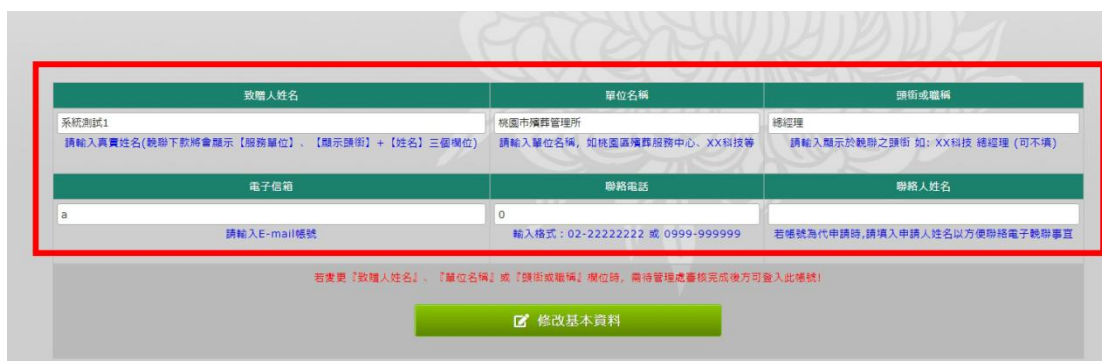 致贈人姓名 單位名稱 頭銜或職稱
系統測試1 桃園市殯葬管理所 總經理
請輸入真實姓名(輓聯下款將會顯示【服務單位】、【顯示頭銜】+【姓名】三個欄位) 請輸入單位名稱, 如桃園區殯葬服務中心、XX科技等 請輸入顯示於輓聯之頭銜 如: XX科技 總經理 (可不填)
電子信箱 聯絡電話 聯絡人姓名
a 0
請輸入E-mail帳號 輸入格式：02-22222222 或 0999-999999 若帳號為代申請時,請填入申請人姓名以方便聯絡電子輓聯事宜
若變更『致贈人姓名』、『單位名稱』或『頭銜或職稱』欄位時, 需待管理處審核完成後方可登入此帳號!
修改基本資料